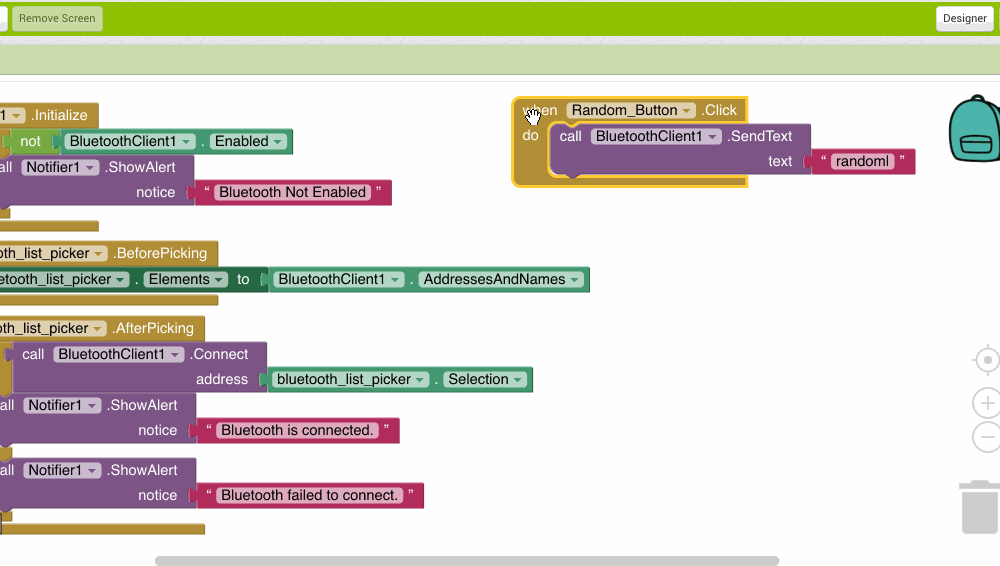 Remove Screen Designer
1 .Initialize
not BluetoothClient1 . Enabled
all Notifier1 .ShowAlert
notice “ Bluetooth Not Enabled ”
oth_list_picker .BeforePicking
etooth_list_picker . Elements to BluetoothClient1 . AddressesAndNames
oth_list_picker .AfterPicking
call BluetoothClient1 .Connect
address bluetooth_list_picker . Selection
all Notifier1 .ShowAlert
notice “ Bluetooth is connected. ”
all Notifier1 .ShowAlert
notice “ Bluetooth failed to connect. ”
when Random_Button .Click
do call BluetoothClient1 .SendText
text “ randoml ”